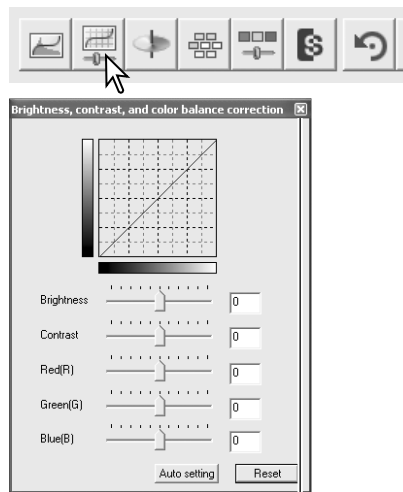 Brightness, contrast, and color balance correction
Brightness 0
Contrast 0
Red(R) 0
Green(G) 0
Blue(B) 0
Auto setting Reset